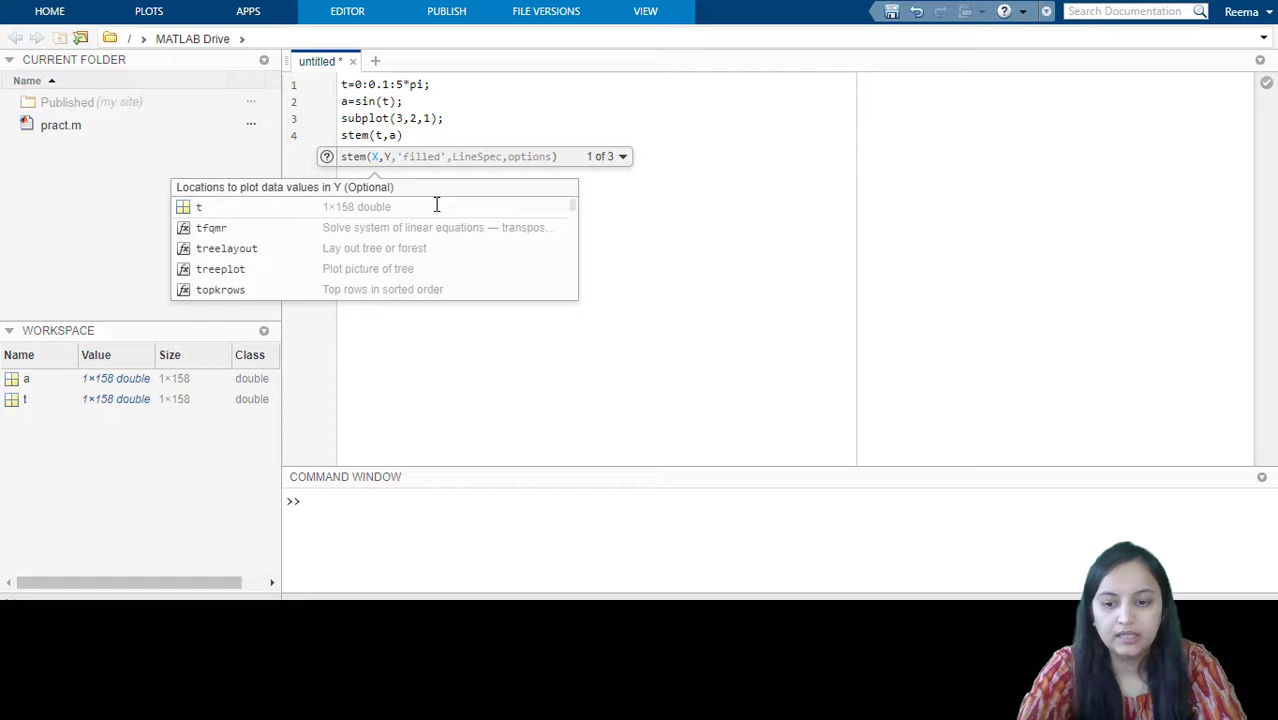 HOME PLOTS APPS EDITOR PUBLISH FILE VERSIONS VIEW Search Documentation Reema
/ MATLAB Drive
CURRENT FOLDER
Name
Published (my site)
pract.m
untitled *
1 t=0:0.1:5*pi;
2 a=sin(t);
3 subplot(3,2,1);
4 stem(t,a)
stem(X,Y,'filled',LineSpec,options) 1 of 3
Locations to plot data values in Y (Optional)
t 1×158 double
tfqmr Solve system of linear equations — transpos…
treelayout Lay out tree or forest
treeplot Plot picture of tree
topkrows Top rows in sorted order
WORKSPACE
Name Value Size Class
a 1×158 double 1×158 double
t 1×158 double 1×158 double
COMMAND WINDOW
>>